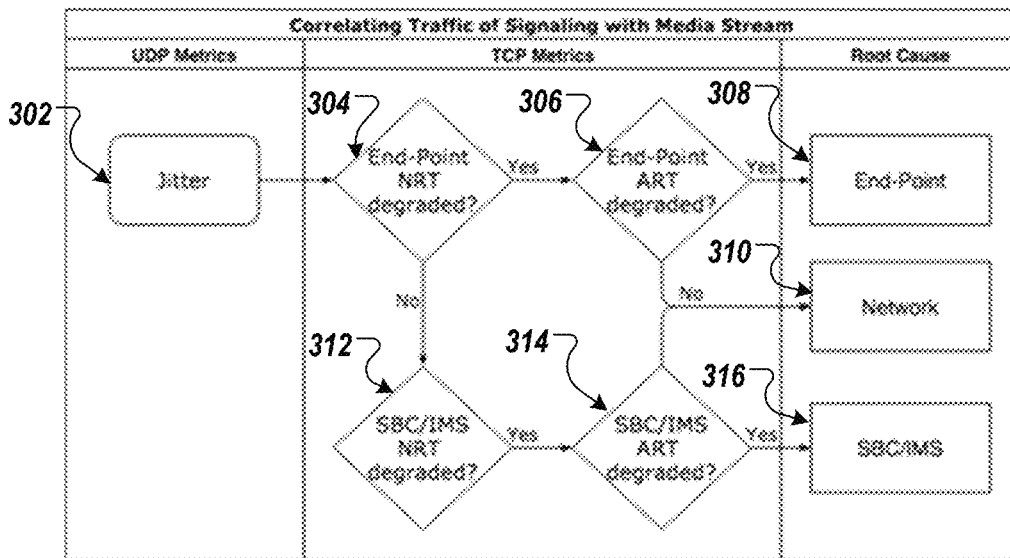 Correlating Traffic of Signaling with Media Stream
UDP Metrics
TCP Metrics
Root Cause
302
304
306
308
Jitter
End-Point
NRT
degraded?
Yes
End-Point
ART
degraded?
Yes
End-Point
310
No
No
Network
312
314
316
SBC/IMS
NRT
degraded?
Yes
SBC/IMS
ART
degraded?
Yes
SBC/IMS